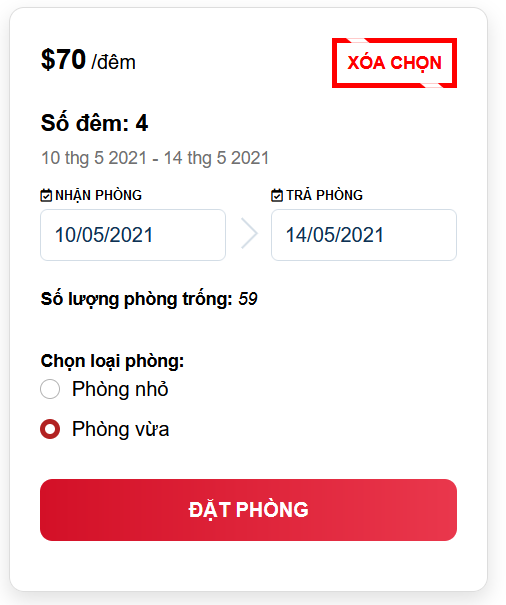 $70 /đêm
XÓA CHỌN
Số đêm: 4
10 thg 5 2021 - 14 thg 5 2021
NHẬN PHÒNG
TRẢ PHÒNG
10/05/2021
14/05/2021
Số lượng phòng trống: 59
Chọn loại phòng:
Phòng nhỏ
Phòng vừa
ĐẶT PHÒNG